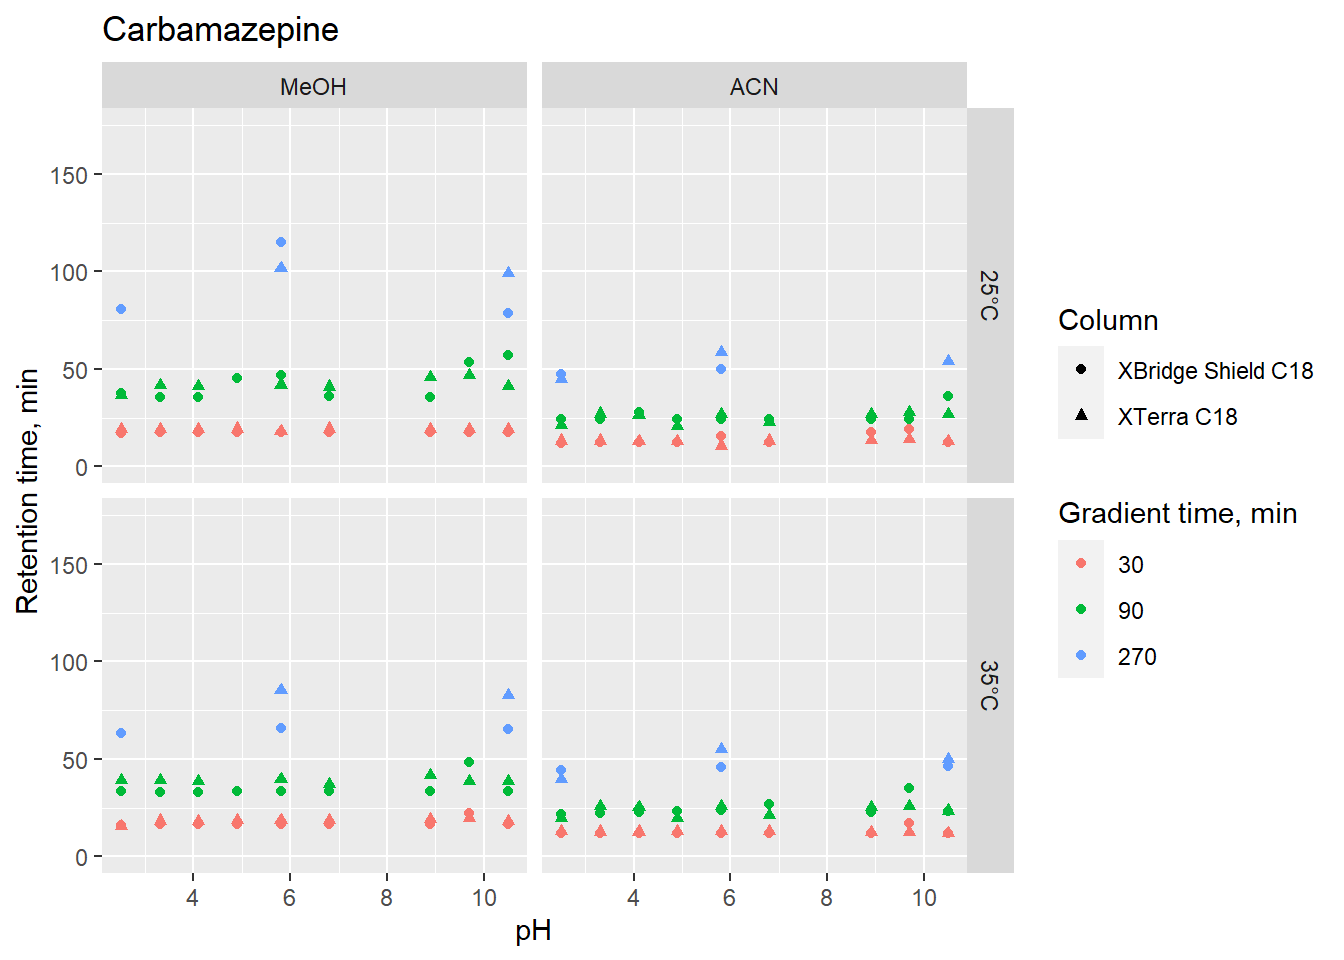 Carbamazepine
MeOH
ACN
150
100
50
0
25°C
150
100
50
0
35°C
4
6
8
10
4
6
8
10
pH
Retention time, min
Column
XBridge Shield C18
XTerra C18
Gradient time, min
30
90
270